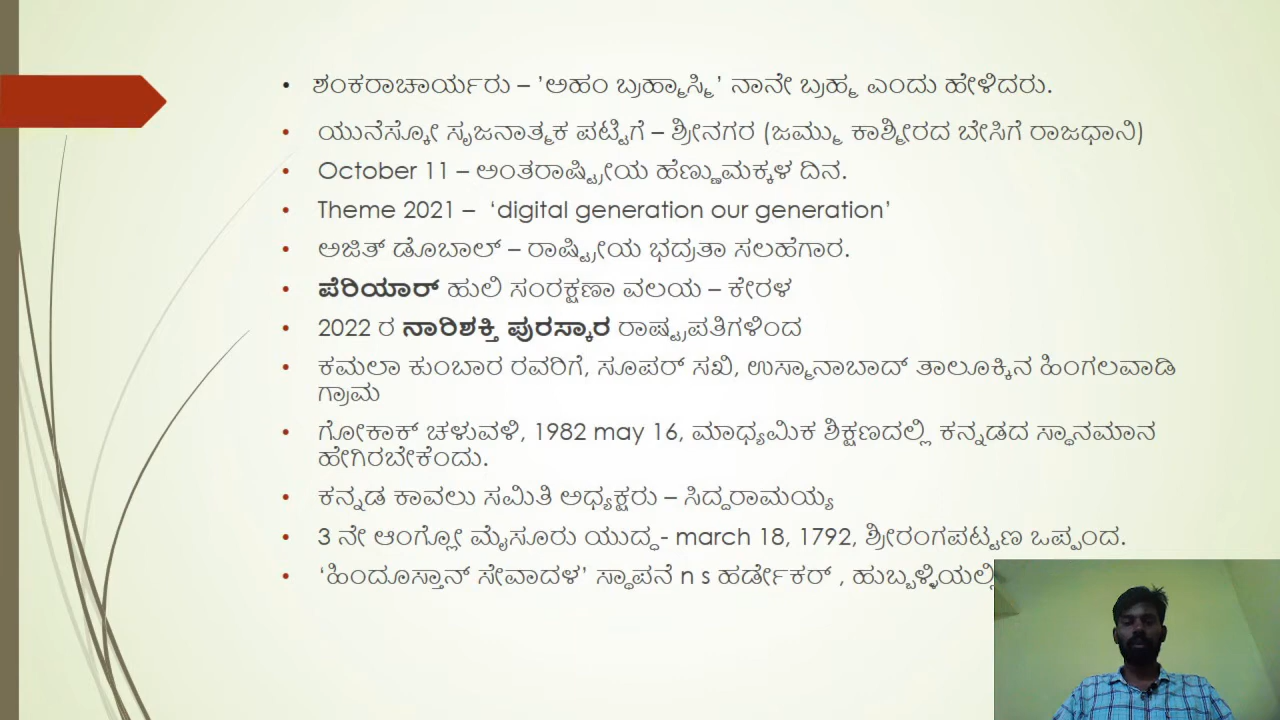 • ಶಂಕರಾಚಾರ್ಯರು – 'ಅಹಂ ಬ್ರಹ್ಮಾಸ್ಮಿ' ನಾನೇ ಬ್ರಹ್ಮ ಎಂದು ಹೇಳಿದರು.
• ಯುನೆಸ್ಕೋ ಸೃಜನಾತ್ಮಕ ಪಟ್ಟಿಗೆ – ಶ್ರೀನಗರ (ಜಮ್ಮು ಕಾಶ್ಮೀರದ ಬೇಸಿಗೆ ರಾಜಧಾನಿ)
• October 11 – ಅಂತರಾಷ್ಟ್ರೀಯ ಹೆಣ್ಣುಮಕ್ಕಳ ದಿನ.
• Theme 2021 – ‘digital generation our generation’
• ಅಜಿತ್ ಡೊಬಾಲ್ – ರಾಷ್ಟ್ರೀಯ ಭದ್ರತಾ ಸಲಹೆಗಾರ.
• ಪೆರಿಯಾರ್ ಹುಲಿ ಸಂರಕ್ಷಣಾ ವಲಯ – ಕೇರಳ
• 2022 ರ ನಾರಿಶಕ್ತಿ ಪುರಸ್ಕಾರ ರಾಷ್ಟ್ರಪತಿಗಳಿಂದ
• ಕಮಲಾ ಕುಂಬಾರ ರವರಿಗೆ, ಸೂಪರ್ ಸಖಿ, ಉಸ್ಮಾನಾಬಾದ್ ತಾಲೂಕ್ಕಿನ ಹಿಂಗಲವಾಡಿ
ಗ್ರಾಮ
• ಗೋಕಾಕ್ ಚಳುವಳಿ, 1982 may 16, ಮಾಧ್ಯಮಿಕ ಶಿಕ್ಷಣದಲ್ಲಿ ಕನ್ನಡದ ಸ್ಥಾನಮಾನ
ಹೇಗಿರಬೇಕೆಂದು.
• ಕನ್ನಡ ಕಾವಲು ಸಮಿತಿ ಅಧ್ಯಕ್ಷರು – ಸಿದ್ದರಾಮಯ್ಯ
• 3 ನೇ ಆಂಗ್ಲೋ ಮೈಸೂರು ಯುದ್ಧ- march 18, 1792, ಶ್ರೀರಂಗಪಟ್ಟಣ ಒಪ್ಪಂದ.
• ‘ಹಿಂದೂಸ್ತಾನ್ ಸೇವಾದಳ’ ಸ್ಥಾಪನೆ n s ಹರ್ಡೇಕರ್ , ಹುಬ್ಬಳ್ಳಿಯಲ್ಲಿ